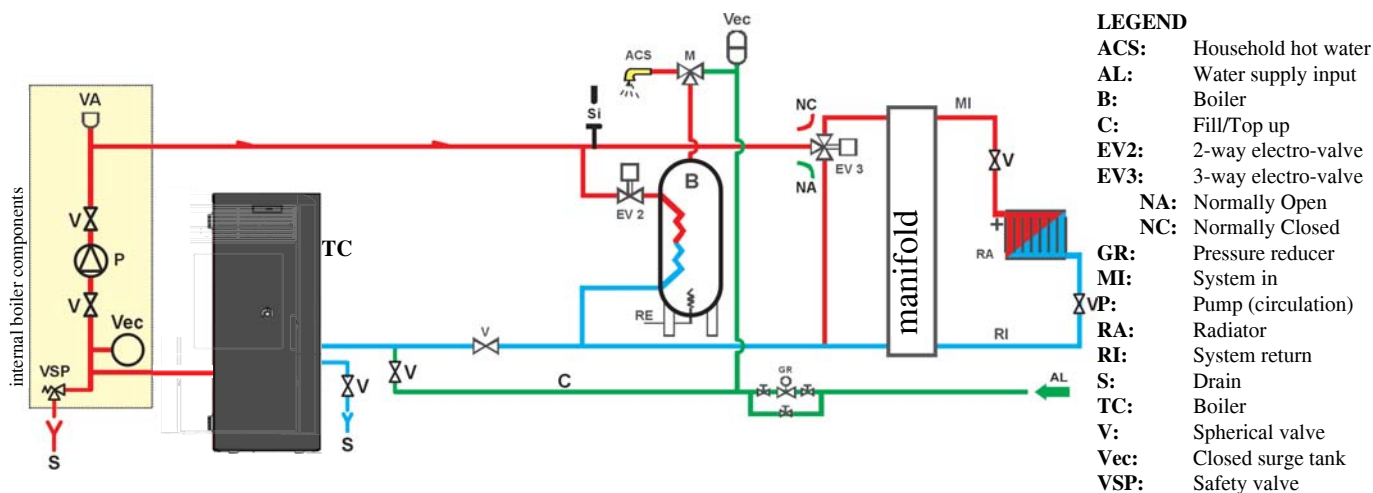 Vec
ACS
M
VA
Si
NC
MI
V
EV 3
NA
B
EV 2
V
TC
P
V
internal boiler components
manifold
RA
Vec
RE
V
V
RI
VSP
V
V
C
GR
AL
S
S
LEGEND
ACS: Household hot water
AL: Water supply input
B: Boiler
C: Fill/Top up
EV2: 2-way electro-valve
EV3: 3-way electro-valve
NA: Normally Open
NC: Normally Closed
GR: Pressure reducer
MI: System in
P: Pump (circulation)
RA: Radiator
RI: System return
S: Drain
TC: Boiler
V: Spherical valve
Vec: Closed surge tank
VSP: Safety valve